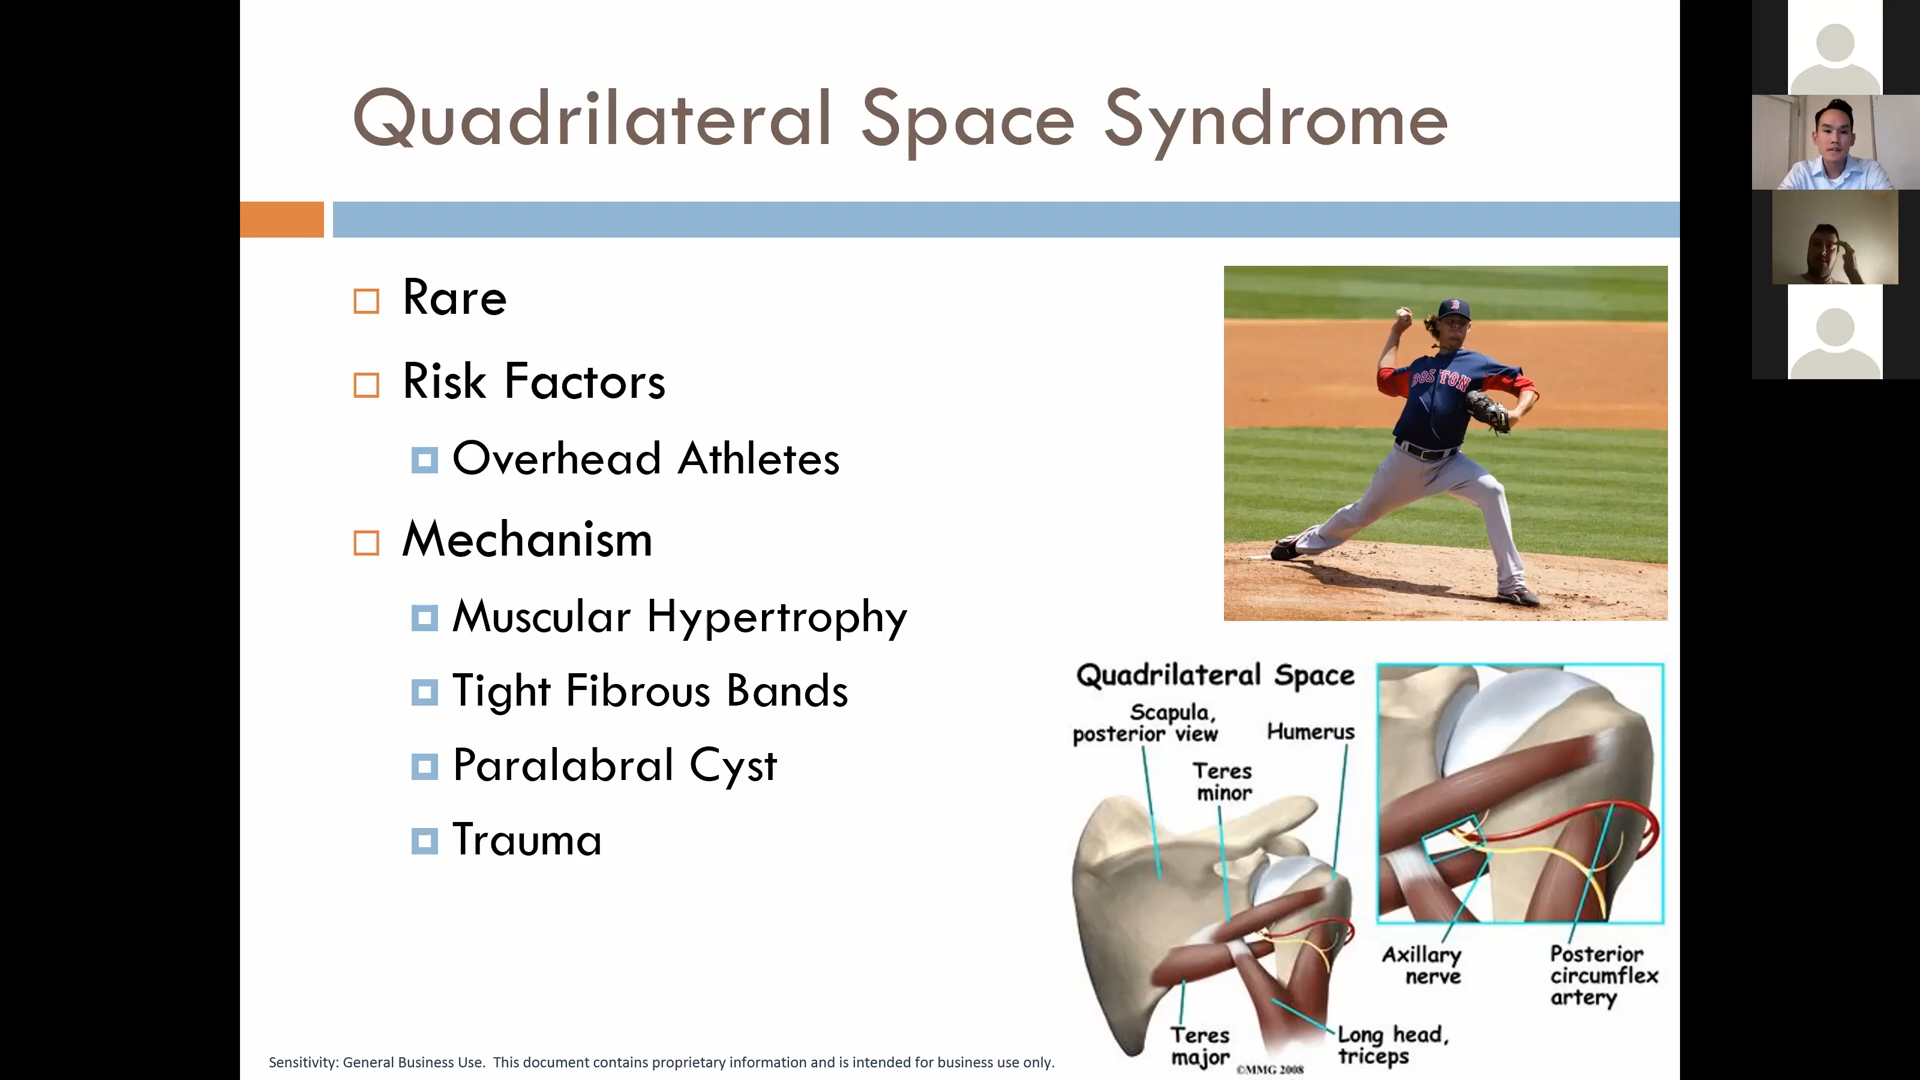 Quadrilateral Space Syndrome
Rare
Risk Factors
Overhead Athletes
Mechanism
Muscular Hypertrophy
Tight Fibrous Bands
Paralabral Cyst
Trauma
B
BOSTON
Quadrilateral Space
Scapula,
posterior view
Humerus
Teres
minor
Axillary
nerve
Posterior
circumflex
artery
Teres
major
Long head,
triceps
©MMG 2008
Sensitivity: General Business Use. This document contains proprietary information and is intended for business use only.